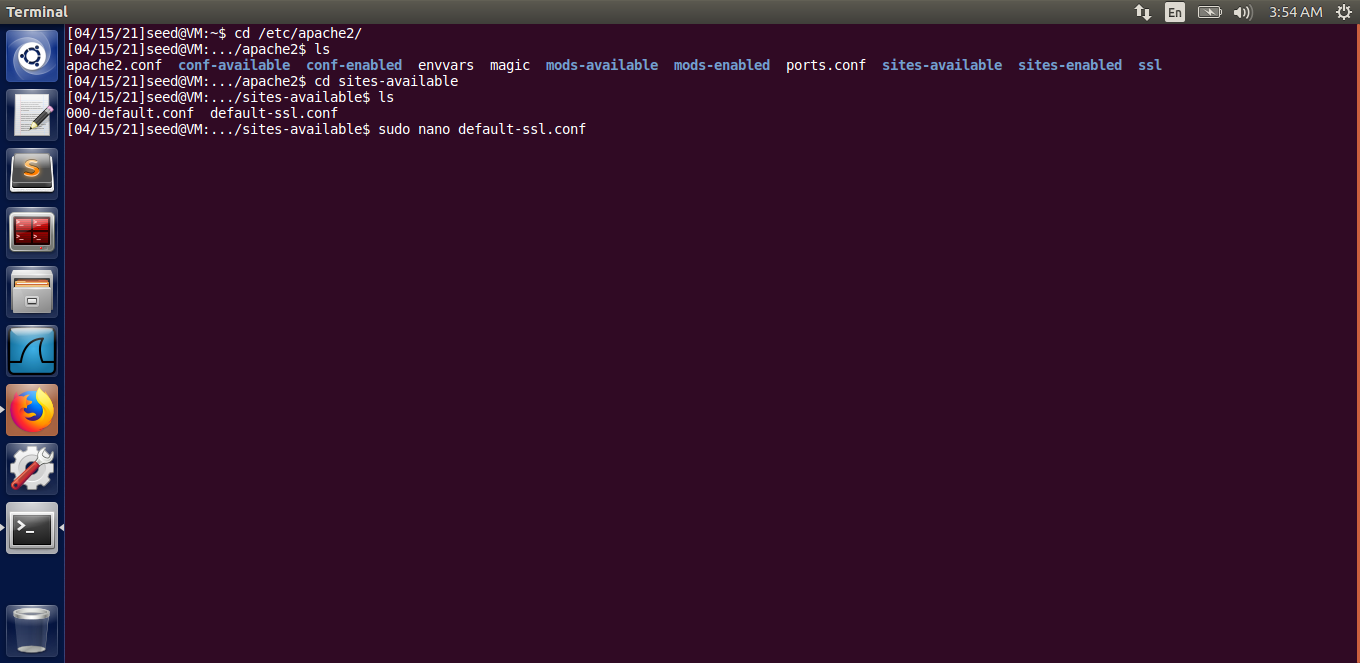 Terminal
En
3:54 AM
[04/15/21]seed@VM:~$ cd /etc/apache2/
[04/15/21]seed@VM:.../apache2$ ls
apache2.conf  conf-available  conf-enabled  envvars  magic  mods-available  mods-enabled  ports.conf  sites-available  sites-enabled  ssl
[04/15/21]seed@VM:.../apache2$ cd sites-available
[04/15/21]seed@VM:.../sites-available$ ls
000-default.conf  default-ssl.conf
[04/15/21]seed@VM:.../sites-available$ sudo nano default-ssl.conf